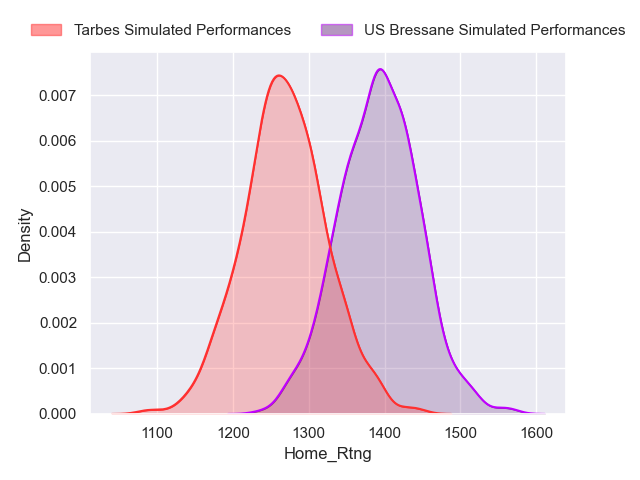 Tarbes Simulated Performances US Bressane Simulated Performances
0.007
0.006
0.005
0.004
0.003
0.002
0.001
0.000
Density
1100 1200 1300 1400 1500 1600
Home_Rtng